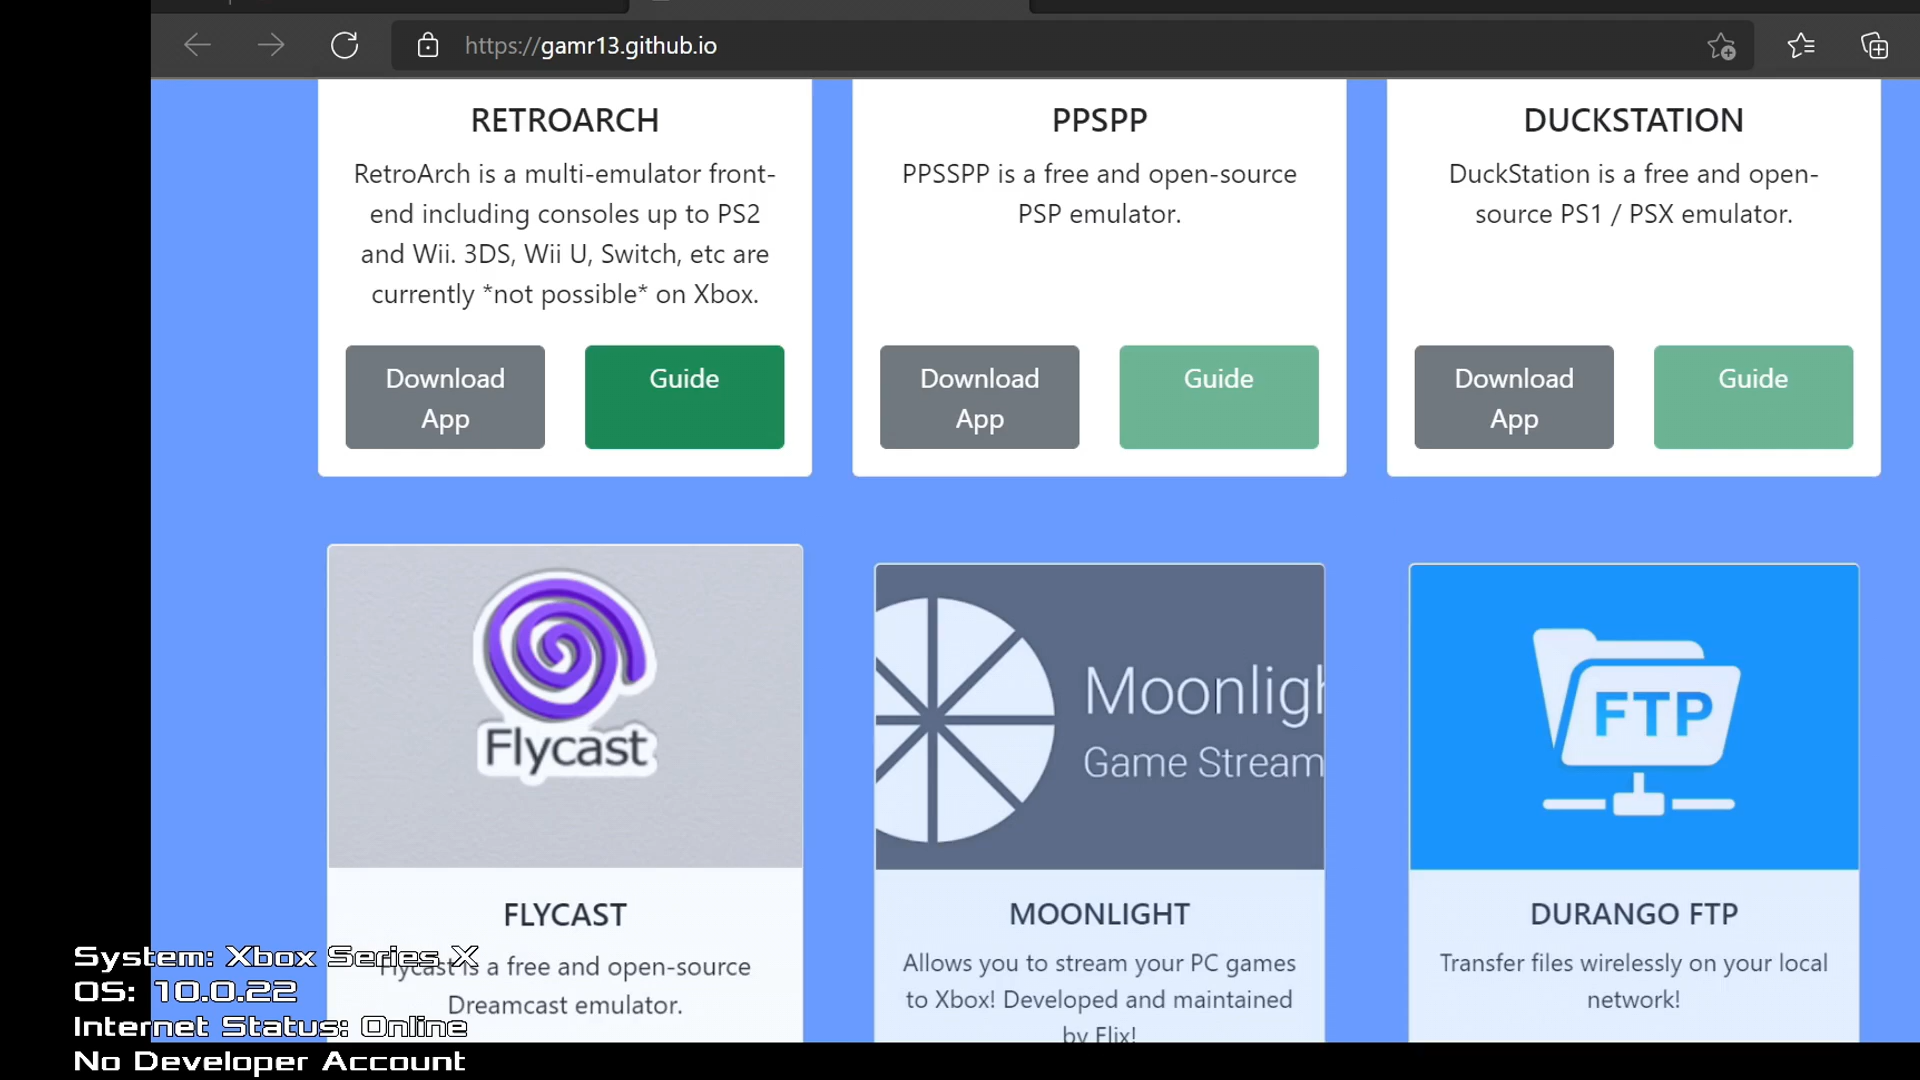 https://gamr13.github.io
RETROARCH
RetroArch is a multi-emulator front-
end including consoles up to PS2
and Wii. 3DS, Wii U, Switch, etc are
currently *not possible* on Xbox.
Download
App
Guide
PPSPP
PPSSPP is a free and open-source
PSP emulator.
Download
App
Guide
DUCKSTATION
DuckStation is a free and open-
source PS1 / PSX emulator.
Download
App
Guide
Flycast
FLYCAST
Flycast is a free and open-source
Dreamcast emulator.
Moonligh
Game Stream
MOONLIGHT
Allows you to stream your PC games
to Xbox! Developed and maintained
by Flix!
FTP
DURANGO FTP
Transfer files wirelessly on your local
network!
System: Xbox Series X
OS: 10.0.22
Internet Status: Online
No Developer Account